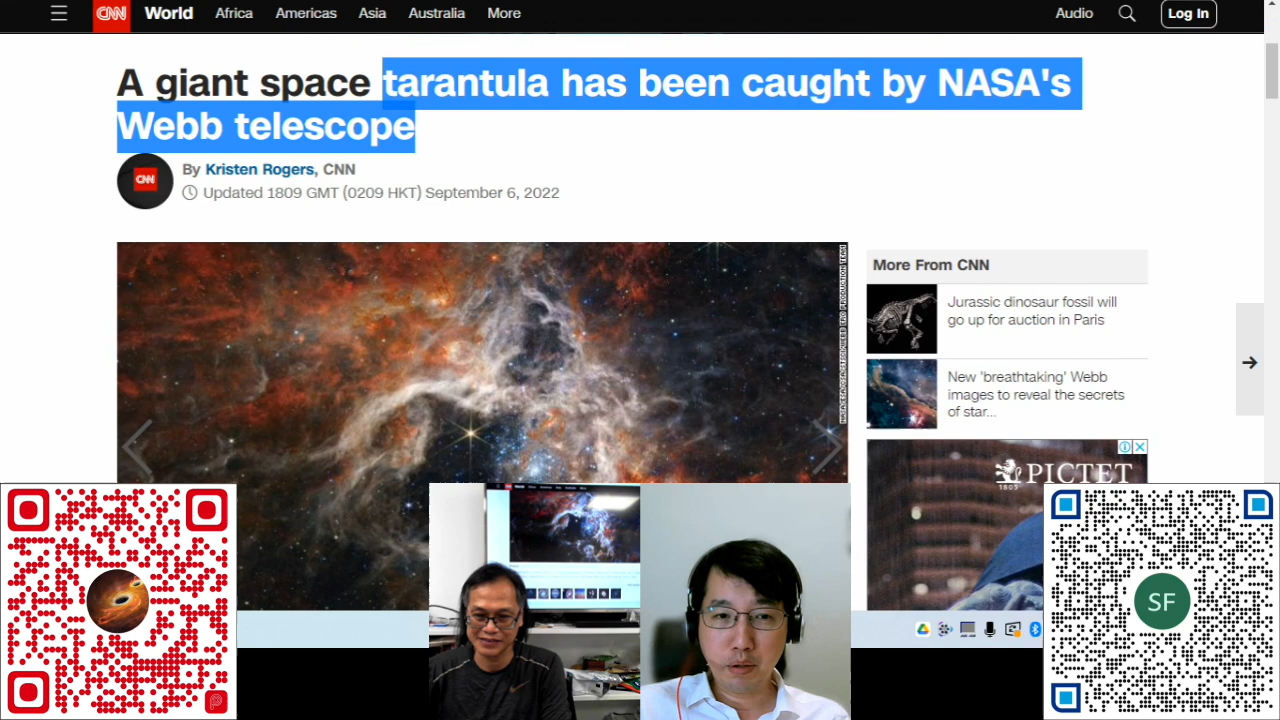 CNN World Africa Americas Asia Australia More Audio Log In
A giant space tarantula has been caught by NASA's
Webb telescope
CNN
By Kristen Rogers, CNN
Updated 1809 GMT (0209 HKT) September 6, 2022
More From CNN
Jurassic dinosaur fossil will
go up for auction in Paris
New 'breathtaking' Webb
images to reveal the secrets
of star...
PICTET
1805
SF